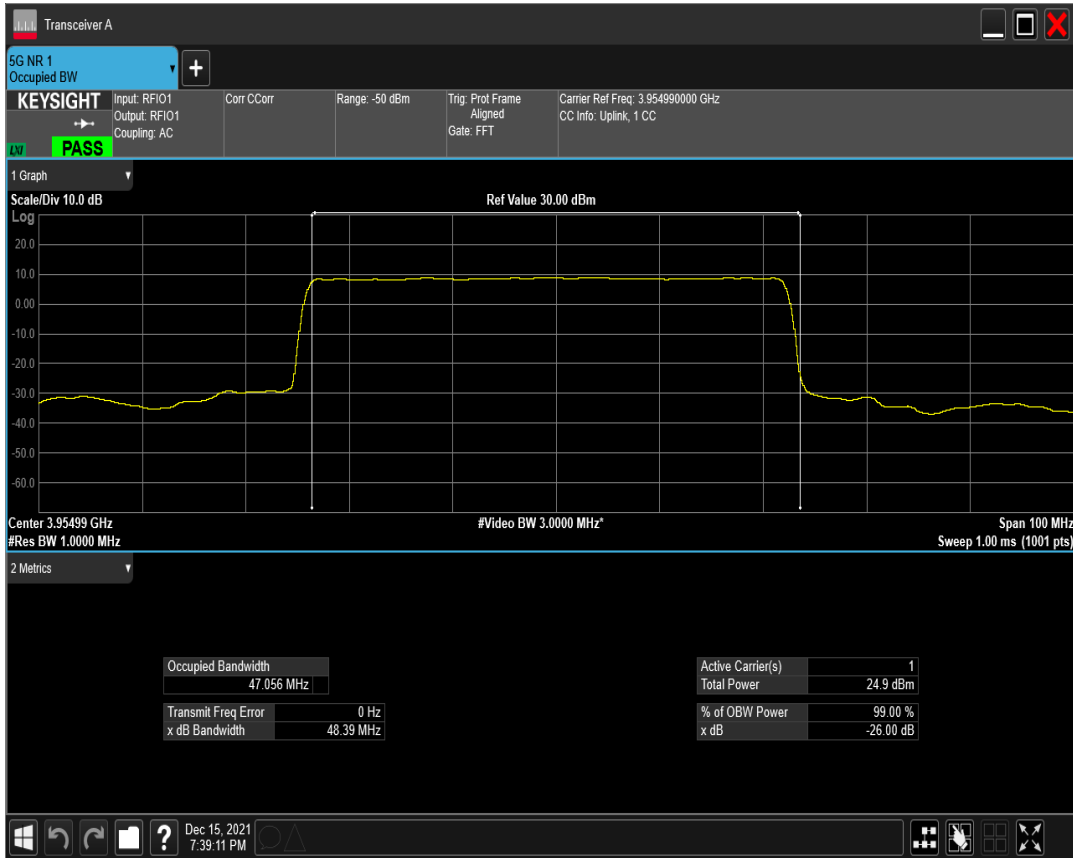 Transceiver A
5G NR 1
Occupied BW
KEYSIGHT
LXI
PASS
Input: RFIO1
Output: RFIO1
Coupling: AC
Corr CCorr
Range: -50 dBm
Trig: Prot Frame
Aligned
Gate: FFT
Carrier Ref Freq: 3.954990000 GHz
CC Info: Uplink, 1 CC
1 Graph
Scale/Div 10.0 dB
Ref Value 30.00 dBm
Log
20.0
10.0
0.00
-10.0
-20.0
-30.0
-40.0
-50.0
-60.0
Center 3.95499 GHz
#Video BW 3.0000 MHz*
Span 100 MHz
#Res BW 1.0000 MHz
Sweep 1.00 ms (1001 pts)
2 Metrics
Occupied Bandwidth
47.056 MHz
Transmit Freq Error 0 Hz
x dB Bandwidth 48.39 MHz
Active Carrier(s) 1
Total Power 24.9 dBm
% of OBW Power 99.00 %
x dB -26.00 dB
?
Dec 15, 2021
7:39:11 PM